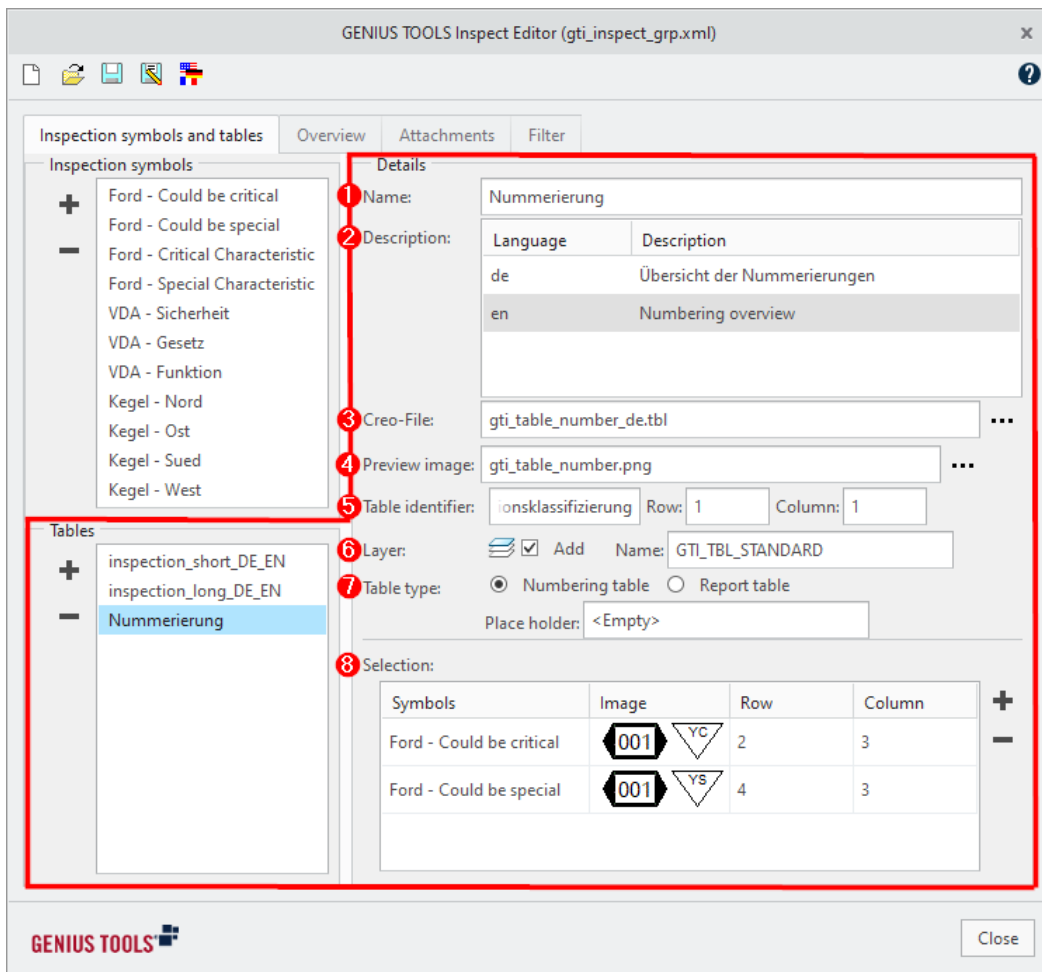 GENIUS TOOLS Inspect Editor (gti_inspect_grp.xml) x
?
Inspection symbols and tables Overview Attachments Filter
Inspection symbols
Ford - Could be critical
Ford - Could be special
Ford - Critical Characteristic
Ford - Special Characteristic
VDA - Sicherheit
VDA - Gesetz
VDA - Funktion
Kegel - Nord
Kegel - Ost
Kegel - Sued
Kegel - West
Tables
inspection_short_DE_EN
inspection_long_DE_EN
Nummerierung
Details
1 Name: Nummerierung
2 Description: Language Description
de Übersicht der Nummerierungen
en Numbering overview
3 Creo-File: gti_table_number_de.tbl ...
4 Preview image: gti_table_number.png ...
5 Table identifier: ionsklassifizierung Row: 1 Column: 1
6 Layer: Add Name: GTI_TBL_STANDARD
7 Table type: Numbering table Report table
Place holder: <Empty>
8 Selection:
Symbols Image Row Column
Ford - Could be critical 001 YC 2 3
Ford - Could be special 001 YS 4 3
GENIUS TOOLS
Close